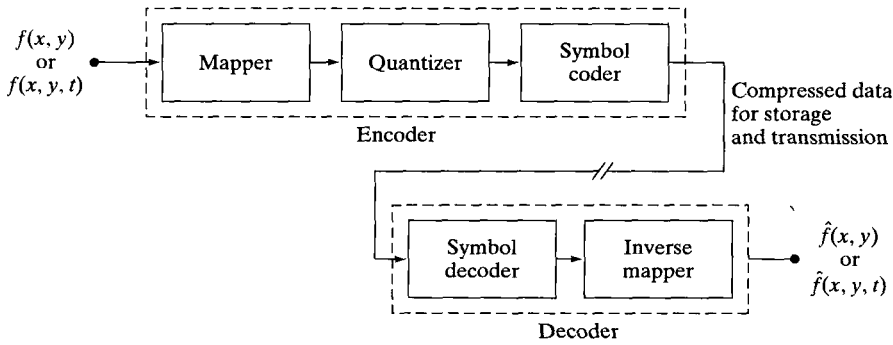 f(x, y)
or
f(x, y, t)
Mapper
Quantizer
Symbol
coder
Encoder
Compressed data
for storage
and transmission
Symbol
decoder
Inverse
mapper
Decoder
f̂(x, y)
or
f̂(x, y, t)